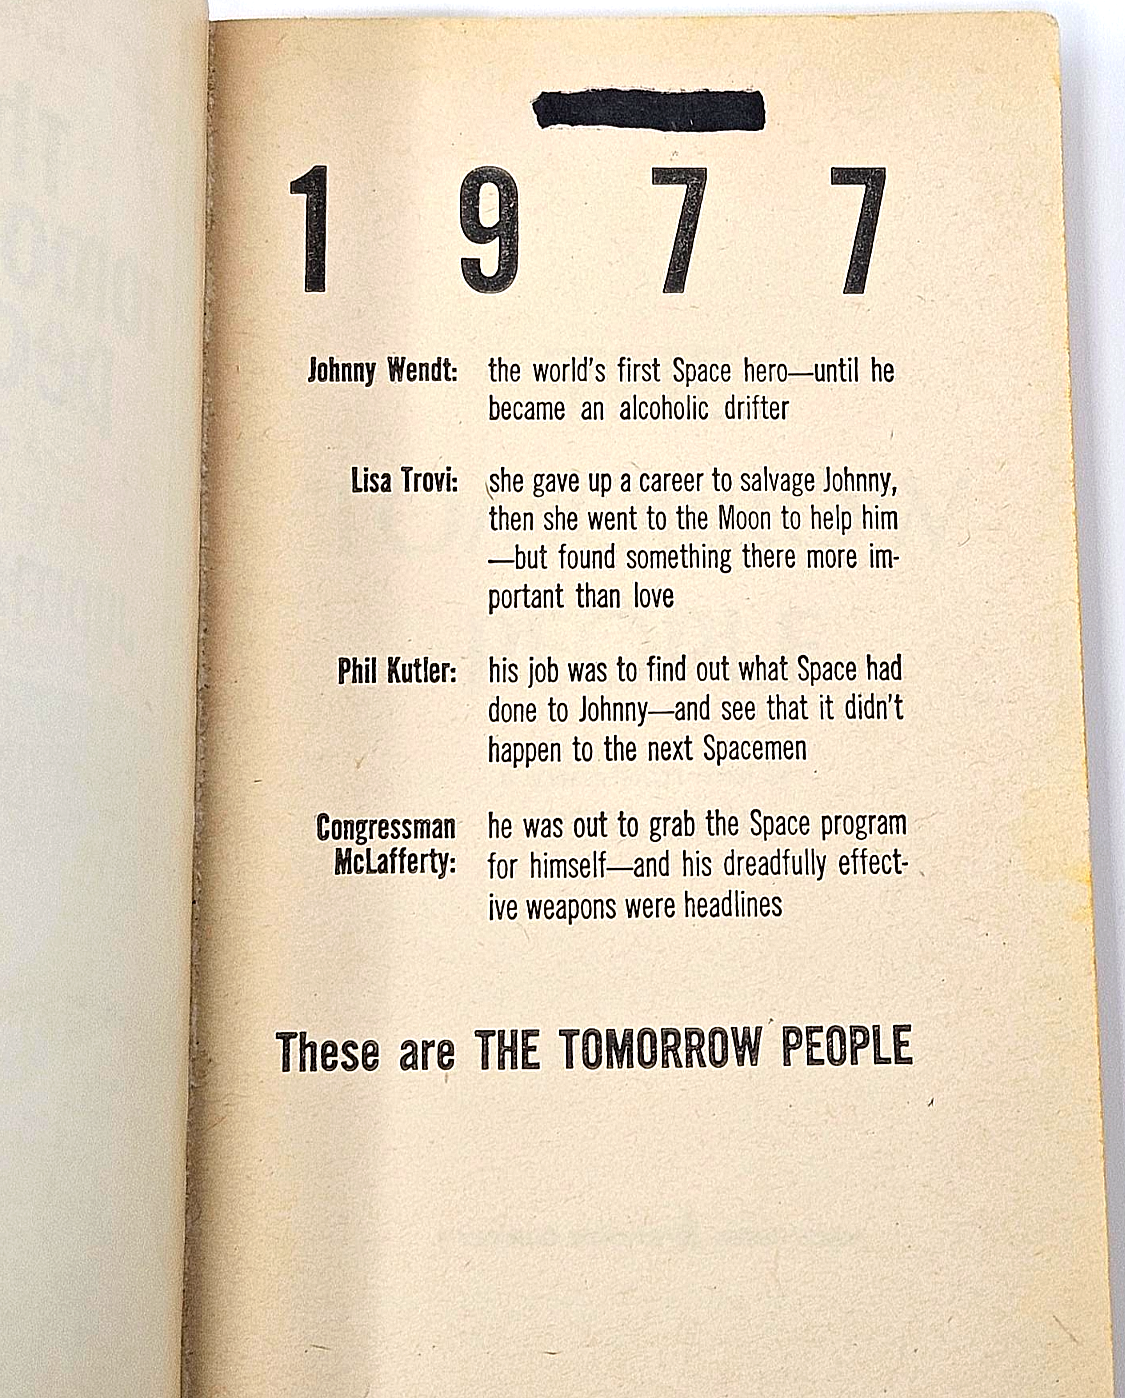 1 9 7 7
Johnny Wendt: the world's first Space hero—until he
became an alcoholic drifter
Lisa Trovi: she gave up a career to salvage Johnny,
then she went to the Moon to help him
—but found something there more im-
portant than love
Phil Kutler: his job was to find out what Space had
done to Johnny—and see that it didn't
happen to the next Spacemen
Congressman McLafferty: he was out to grab the Space program
for himself—and his dreadfully effect-
ive weapons were headlines
These are THE TOMORROW PEOPLE